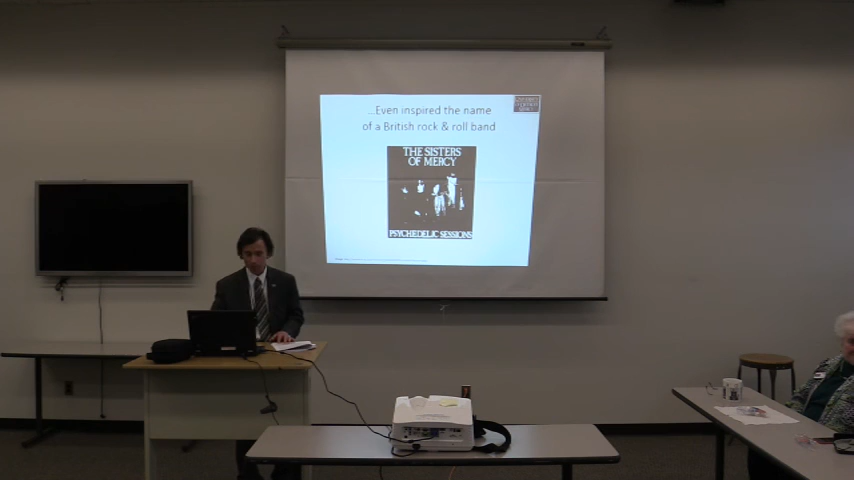 ...Even inspired the name
of a British rock & roll band
THE SISTERS
OF MERCY
PSYCHEDELIC SESSIONS